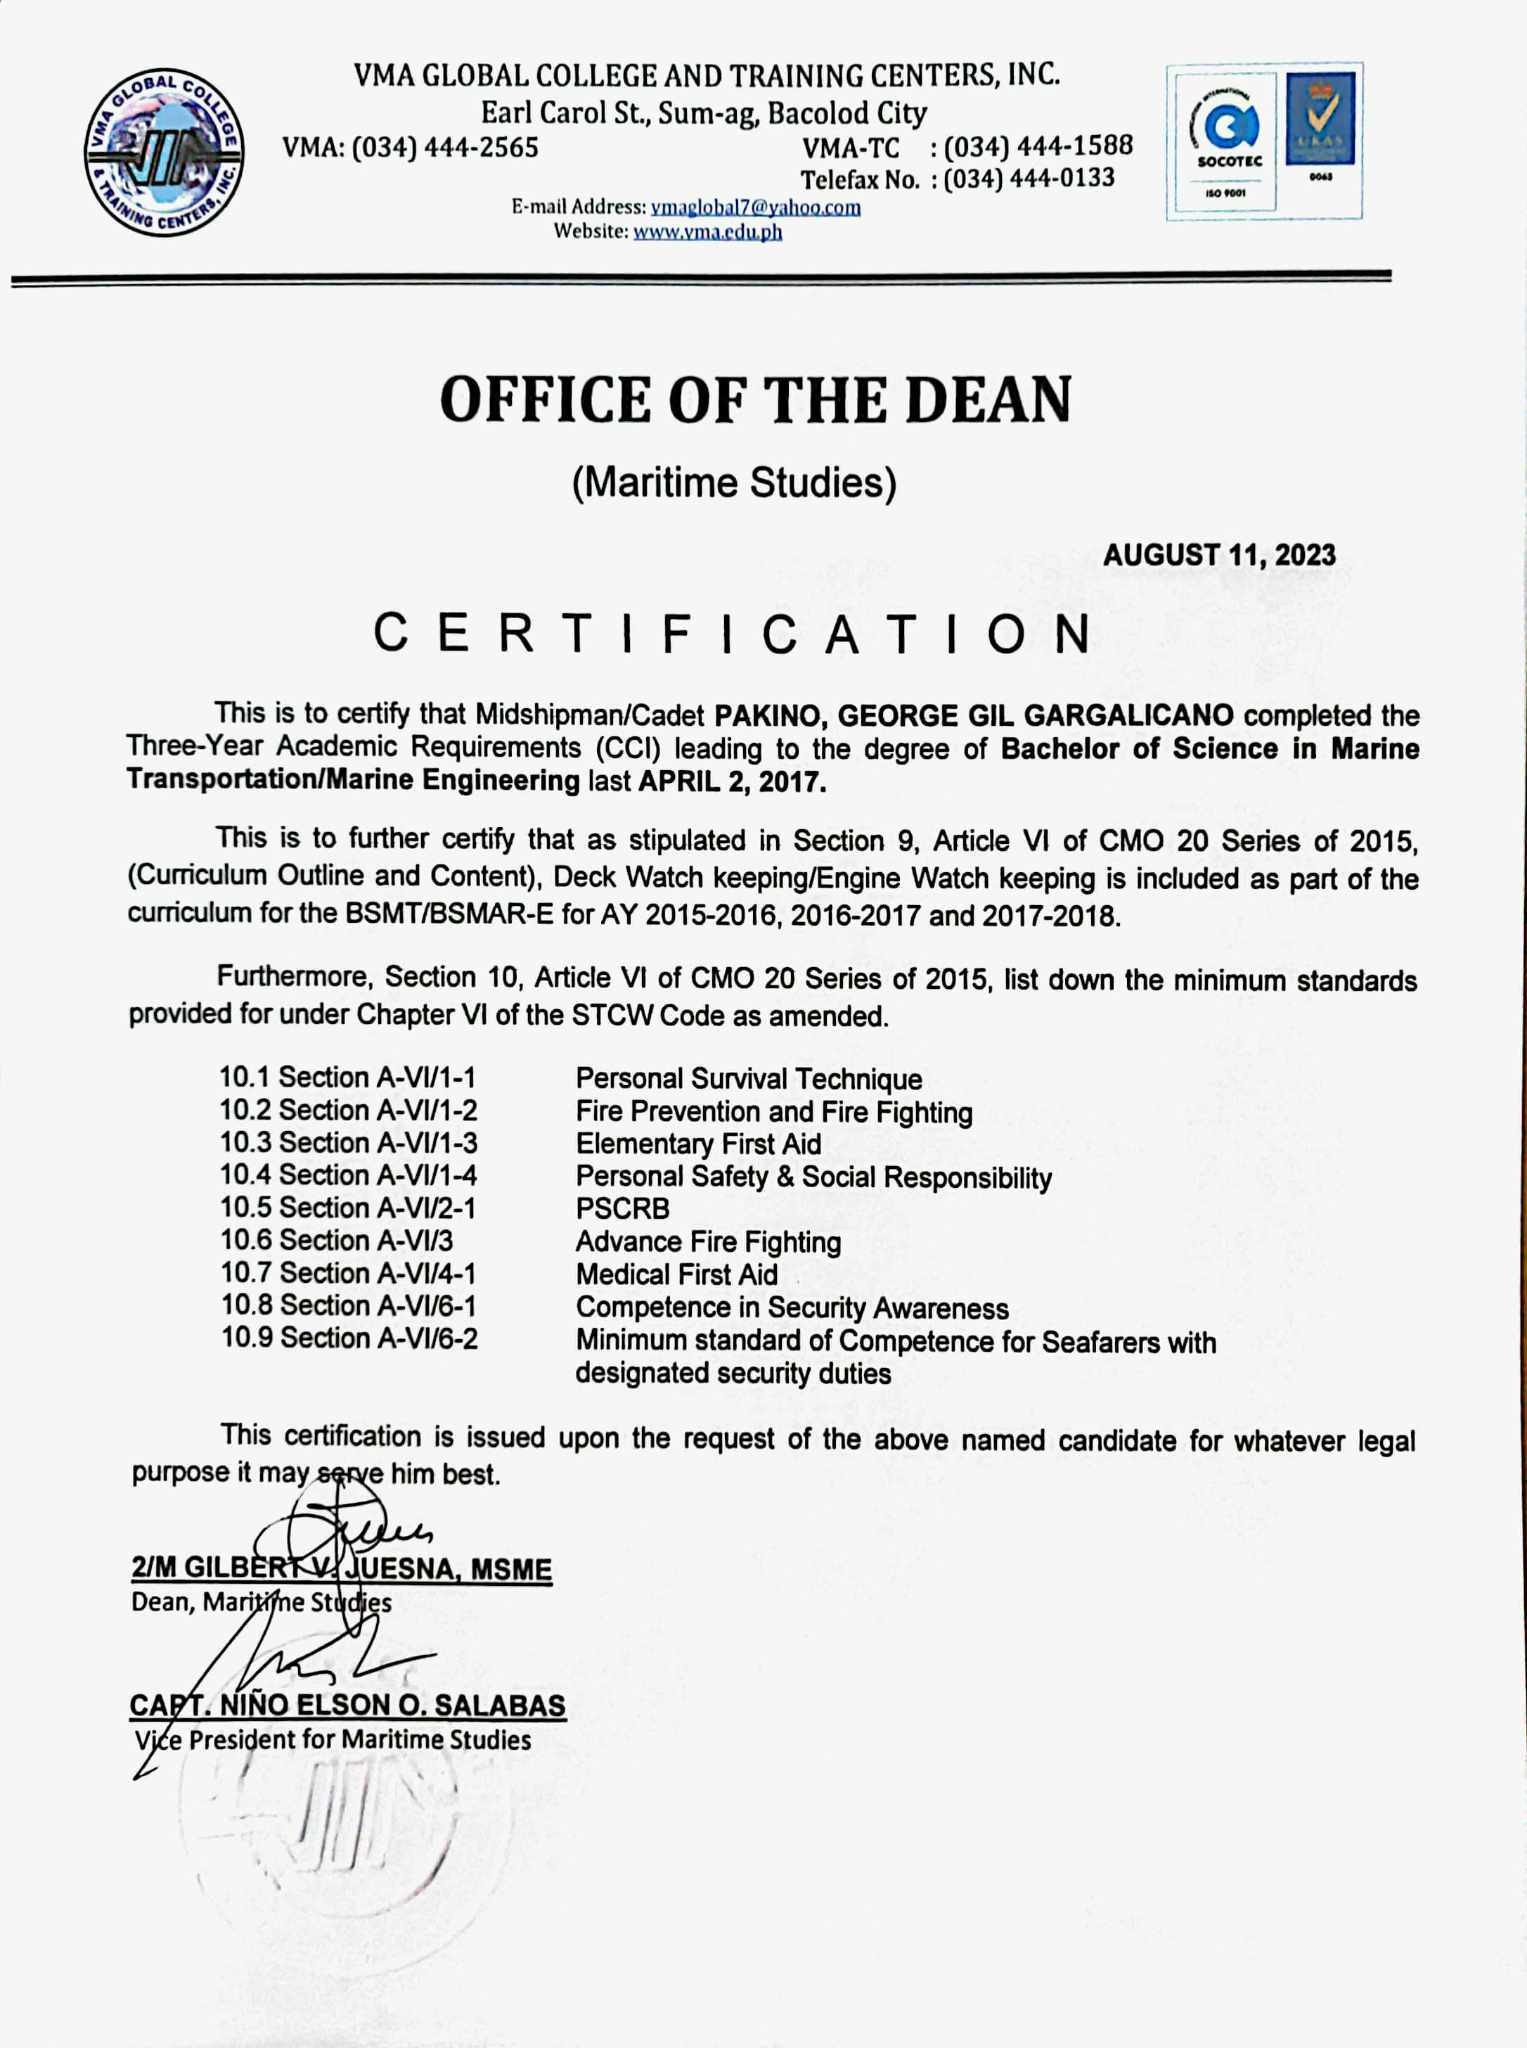 VMA GLOBAL COLLEGE
& TRAINING CENTERS, INC.
VMA GLOBAL COLLEGE AND TRAINING CENTERS, INC.
Earl Carol St., Sum-ag, Bacolod City
VMA: (034) 444-2565 VMA-TC : (034) 444-1588
Telefax No. : (034) 444-0133
E-mail Address: vmaglobal7@yahoo.com
Website: www.vma.edu.ph
SOCOTEC
ISO 9001
UKAS
0063
OFFICE OF THE DEAN
(Maritime Studies)
AUGUST 11, 2023
CERTIFICATION
This is to certify that Midshipman/Cadet PAKINO, GEORGE GIL GARGALICANO completed the
Three-Year Academic Requirements (CCI) leading to the degree of Bachelor of Science in Marine
Transportation/Marine Engineering last APRIL 2, 2017.
This is to further certify that as stipulated in Section 9, Article VI of CMO 20 Series of 2015,
(Curriculum Outline and Content), Deck Watch keeping/Engine Watch keeping is included as part of the
curriculum for the BSMT/BSMAR-E for AY 2015-2016, 2016-2017 and 2017-2018.
Furthermore, Section 10, Article VI of CMO 20 Series of 2015, list down the minimum standards
provided for under Chapter VI of the STCW Code as amended.
10.1 Section A-VI/1-1 Personal Survival Technique
10.2 Section A-VI/1-2 Fire Prevention and Fire Fighting
10.3 Section A-VI/1-3 Elementary First Aid
10.4 Section A-VI/1-4 Personal Safety & Social Responsibility
10.5 Section A-VI/2-1 PSCRB
10.6 Section A-VI/3 Advance Fire Fighting
10.7 Section A-VI/4-1 Medical First Aid
10.8 Section A-VI/6-1 Competence in Security Awareness
10.9 Section A-VI/6-2 Minimum standard of Competence for Seafarers with
designated security duties
This certification is issued upon the request of the above named candidate for whatever legal
purpose it may serve him best.
2/M GILBERT V. JUESNA, MSME
Dean, Maritime Studies
CAPT. NIÑO ELSON O. SALABAS
Vice President for Maritime Studies